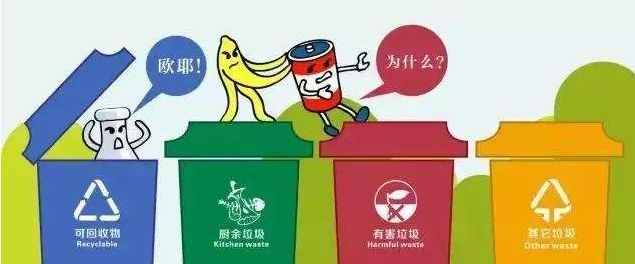 欧耶!
为什么?
可回收物
Recyclable
厨余垃圾
Kitchen waste
有害垃圾
Harmful waste
其它垃圾
Other waste